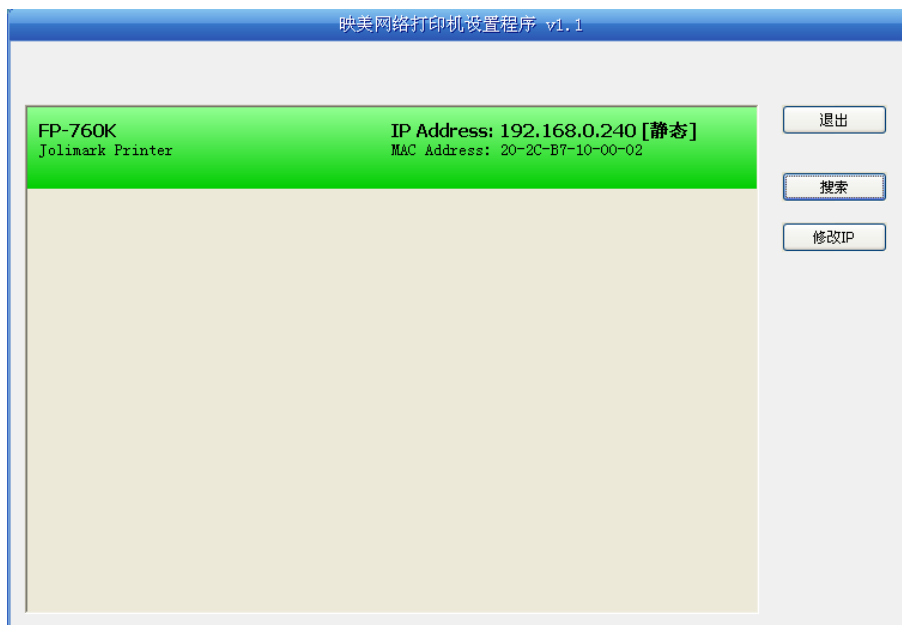 映美网络打印机设置程序 v1.1
FP-760K
Jolimark Printer
IP Address: 192.168.0.240 [静态]
MAC Address: 20-2C-B7-10-00-02
退出
搜索
修改IP